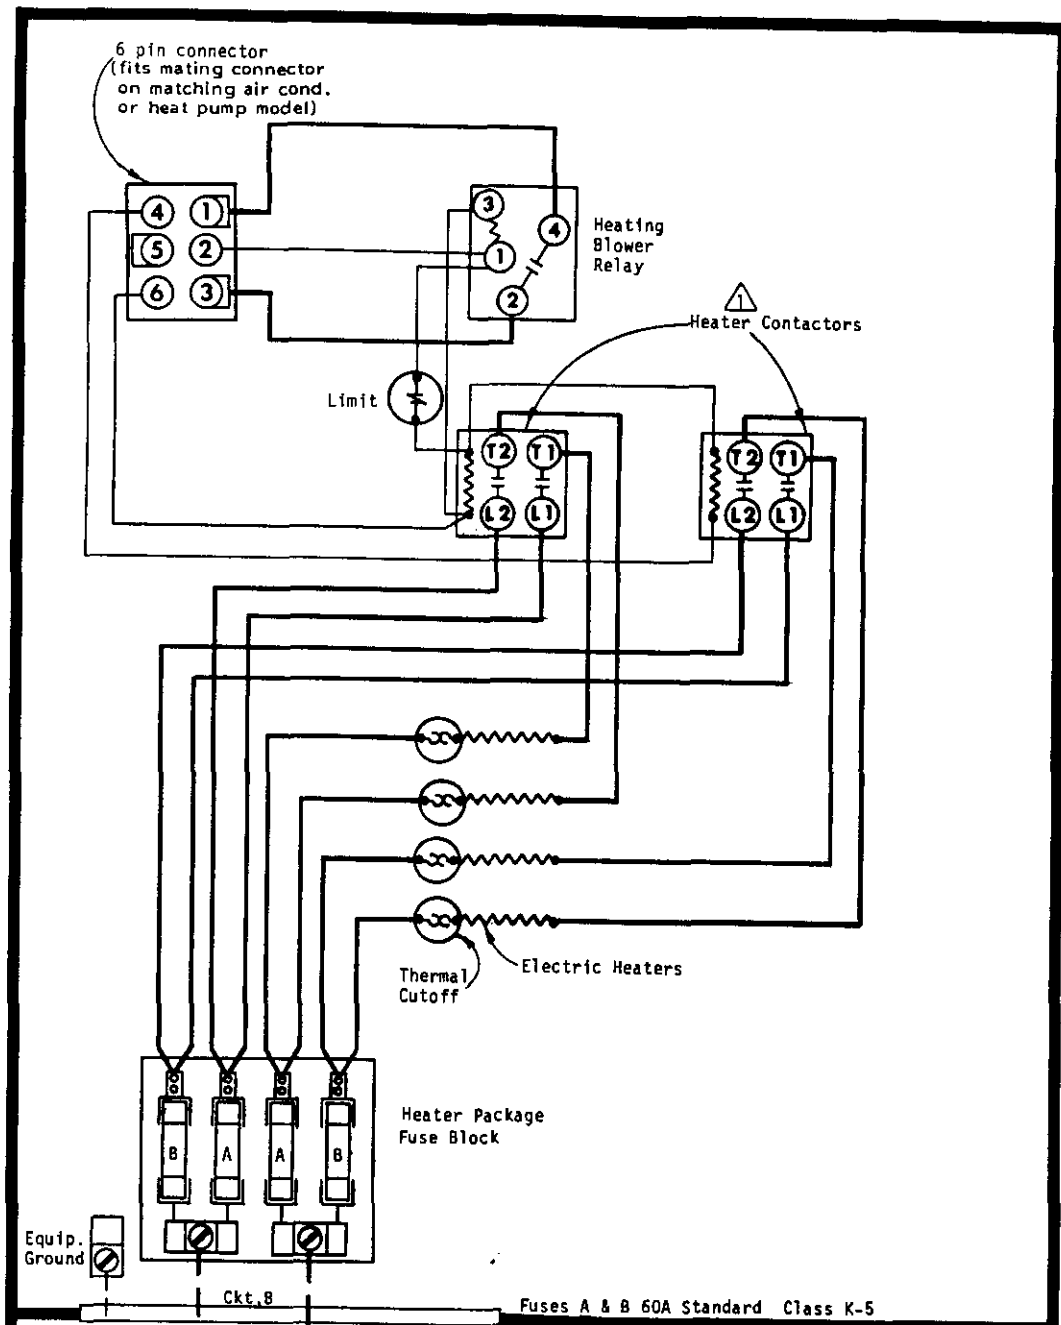 6 pin connector
(fits mating connector
on matching air cond.
or heat pump model)
4 1
5 2
6 3
3
4
1
2
Heating
Blower
Relay
1
Heater Contactors
Limit
T2 T1
L2 L1
T2 T1
L2 L1
Thermal
Cutoff
Electric Heaters
Heater Package
Fuse Block
B A A B
Equip.
Ground
Ckt.B
Fuses A & B 60A Standard Class K-5